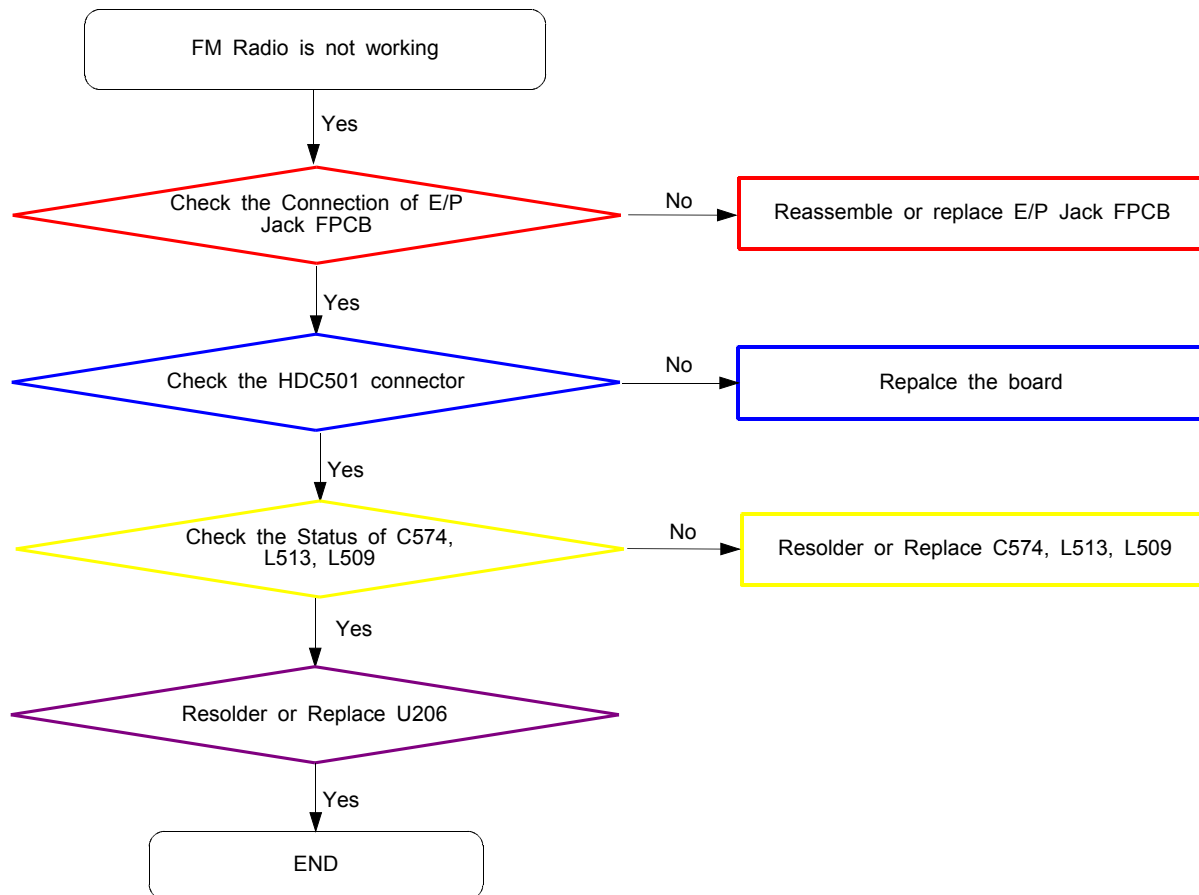 FM Radio is not working
Yes
Check the Connection of E/P
Jack FPCB
No
Reassemble or replace E/P Jack FPCB
Yes
Check the HDC501 connector
No
Repalce the board
Yes
Check the Status of C574,
L513, L509
No
Resolder or Replace C574, L513, L509
Yes
Resolder or Replace U206
Yes
END